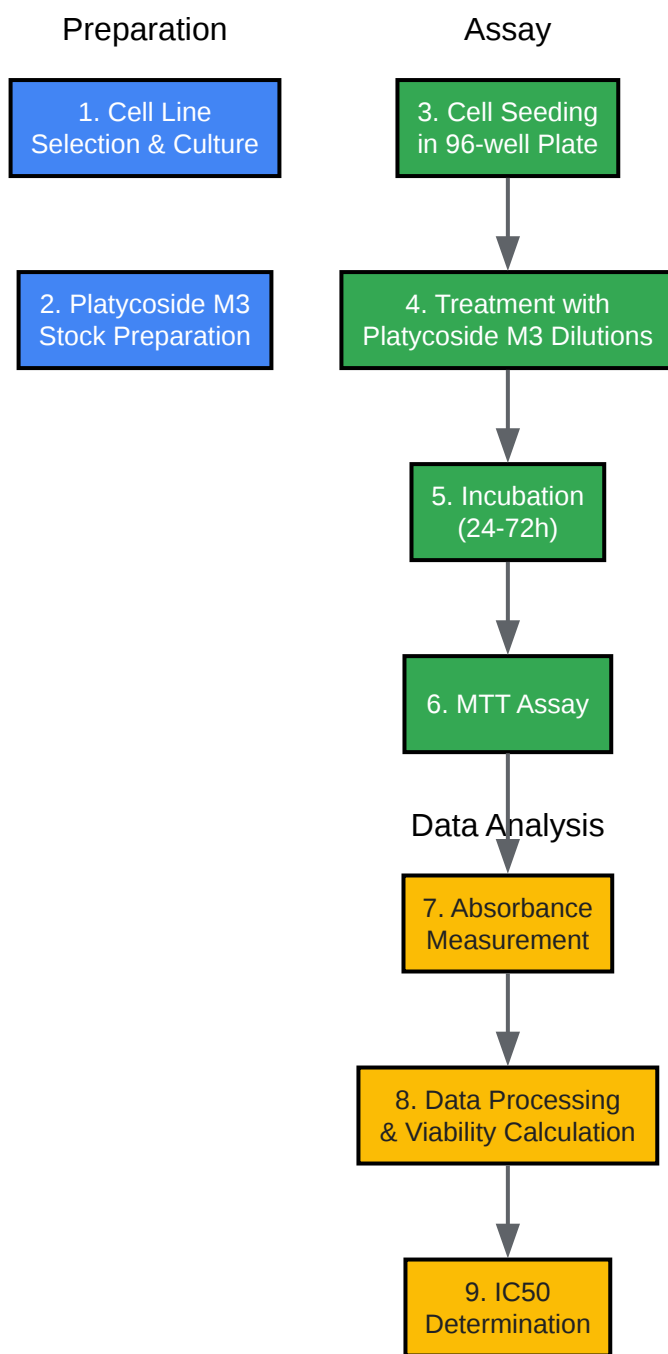 Preparation
1. Cell Line
Selection & Culture
2. Platycoside M3
Stock Preparation
Assay
3. Cell Seeding
in 96-well Plate
4. Treatment with
Platycoside M3 Dilutions
5. Incubation
(24-72h)
6. MTT Assay
Data Analysis
7. Absorbance
Measurement
8. Data Processing
& Viability Calculation
9. IC50
Determination